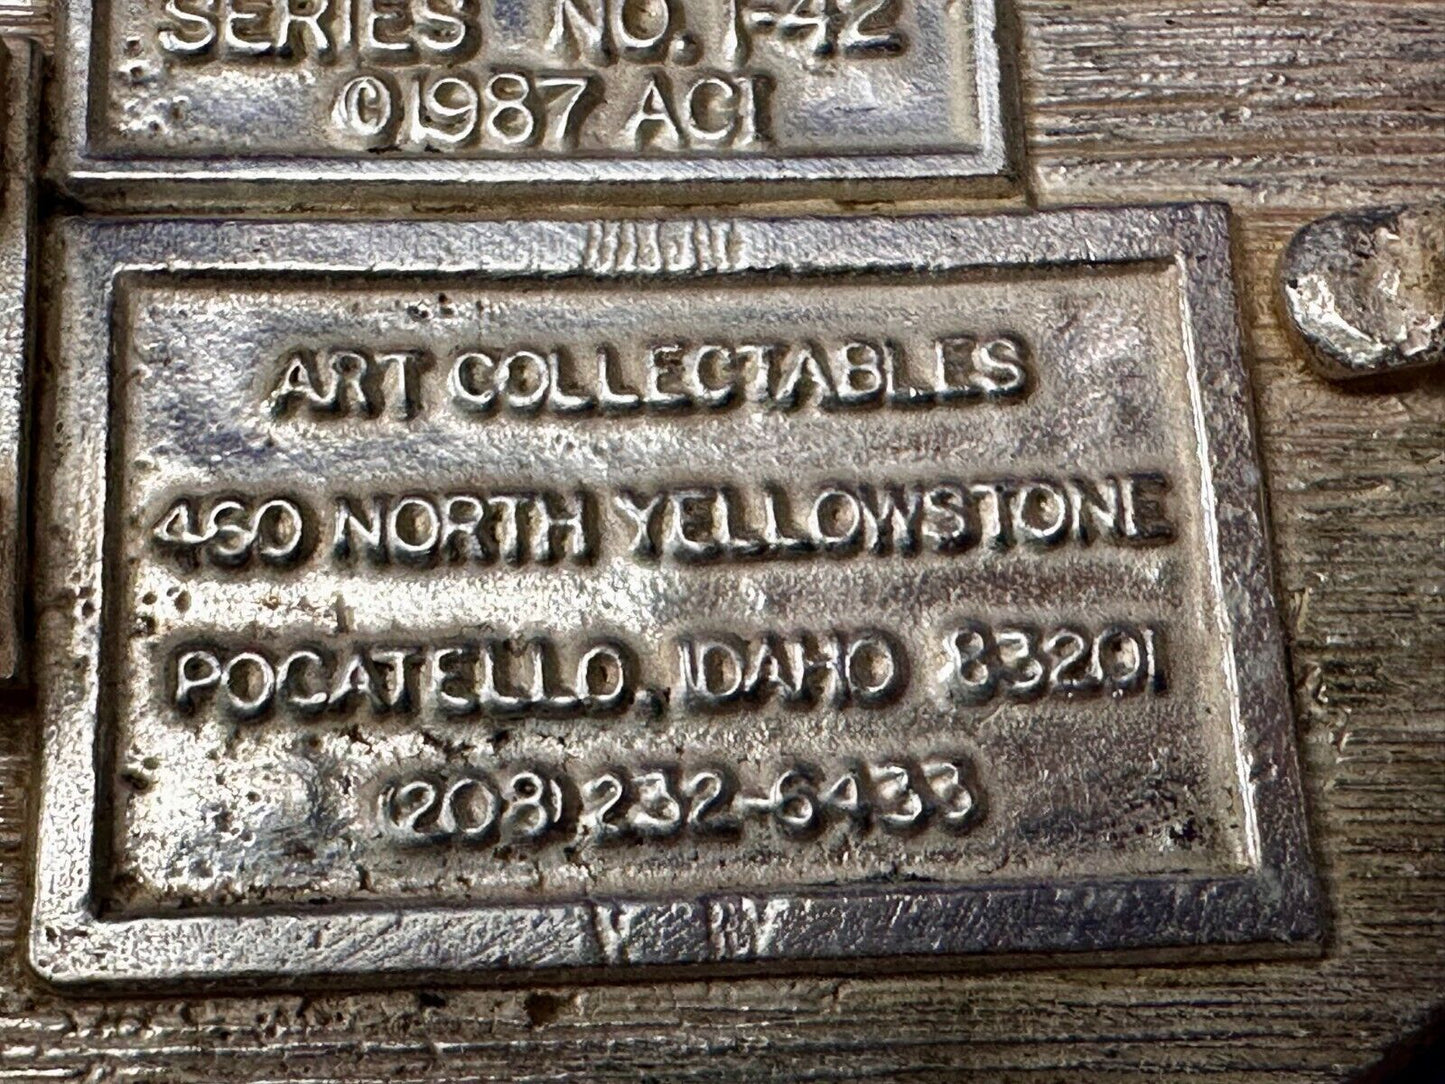 SERIES NO. I-42
©1987 ACI
ART COLLECTABLES
460 NORTH YELLOWSTONE
POCATELLO, IDAHO 83201
(208) 232-6433